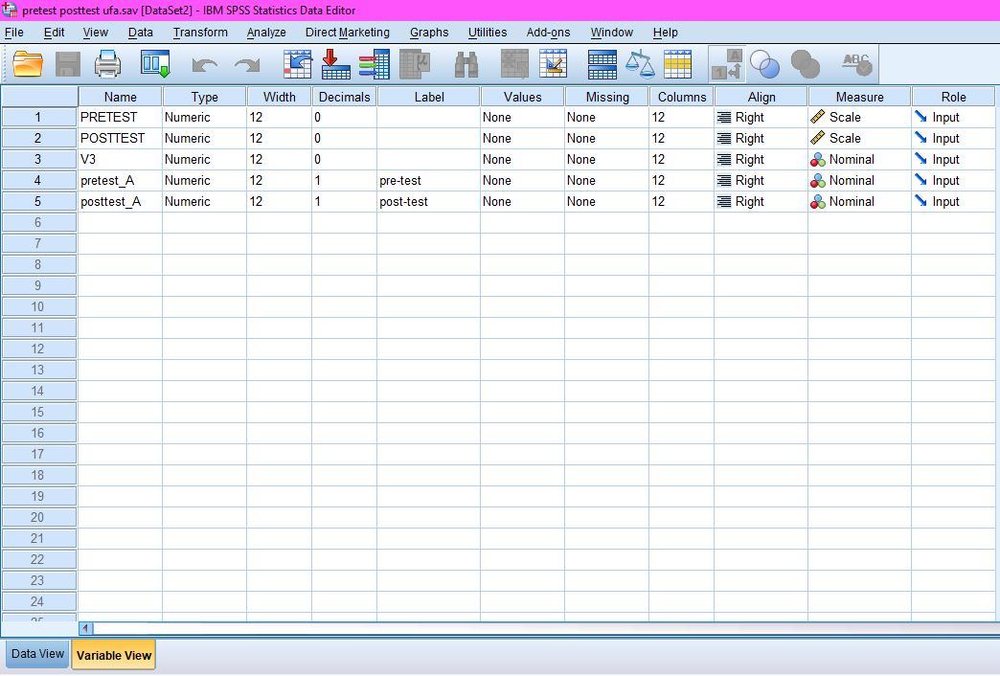 pretest posttest ufa.sav [DataSet2] - IBM SPSS Statistics Data Editor
File Edit View Data Transform Analyze Direct Marketing Graphs Utilities Add-ons Window Help
Name Type Width Decimals Label Values Missing Columns Align Measure Role
1 PRETEST Numeric 12 0 None None 12 Right Scale Input
2 POSTTEST Numeric 12 0 None None 12 Right Scale Input
3 V3 Numeric 12 0 None None 12 Right Nominal Input
4 pretest_A Numeric 12 1 pre-test None None 12 Right Nominal Input
5 posttest_A Numeric 12 1 post-test None None 12 Right Nominal Input
6
7
8
9
10
11
12
13
14
15
16
17
18
19
20
21
22
23
24
Data View Variable View